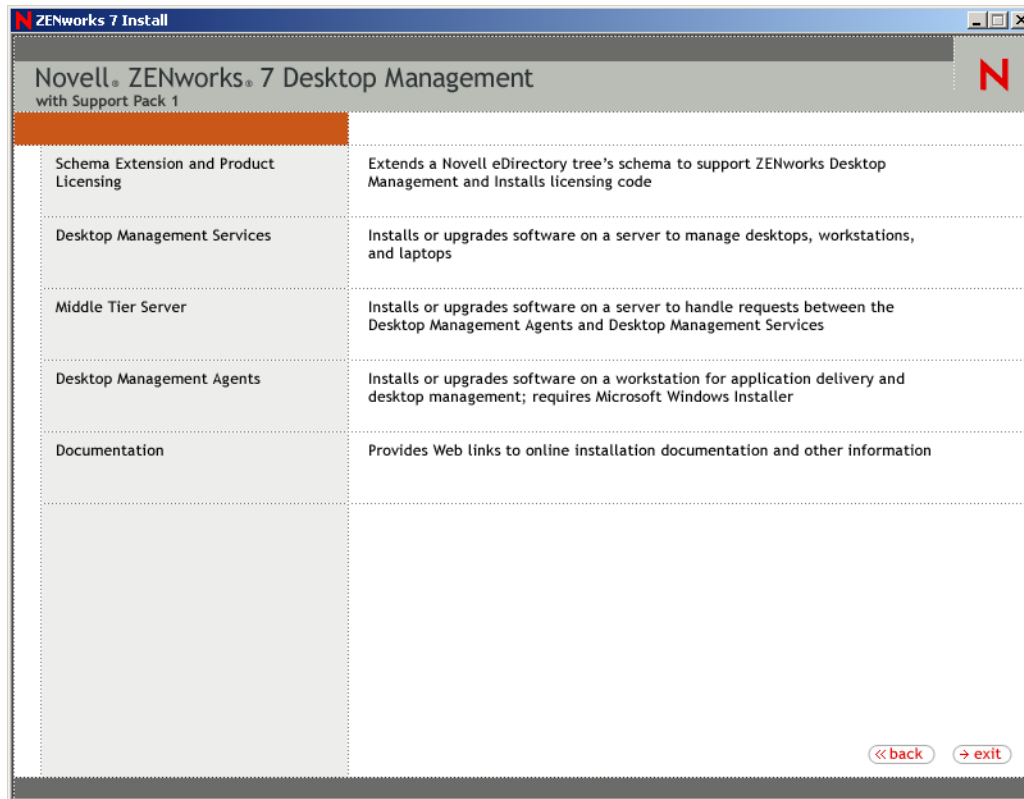 ZENworks 7 Install
Novell® ZENworks® 7 Desktop Management
with Support Pack 1
N
Schema Extension and Product
Licensing
Extends a Novell eDirectory tree's schema to support ZENworks Desktop
Management and Installs licensing code
Desktop Management Services
Installs or upgrades software on a server to manage desktops, workstations,
and laptops
Middle Tier Server
Installs or upgrades software on a server to handle requests between the
Desktop Management Agents and Desktop Management Services
Desktop Management Agents
Installs or upgrades software on a workstation for application delivery and
desktop management; requires Microsoft Windows Installer
Documentation
Provides Web links to online installation documentation and other information
back
exit